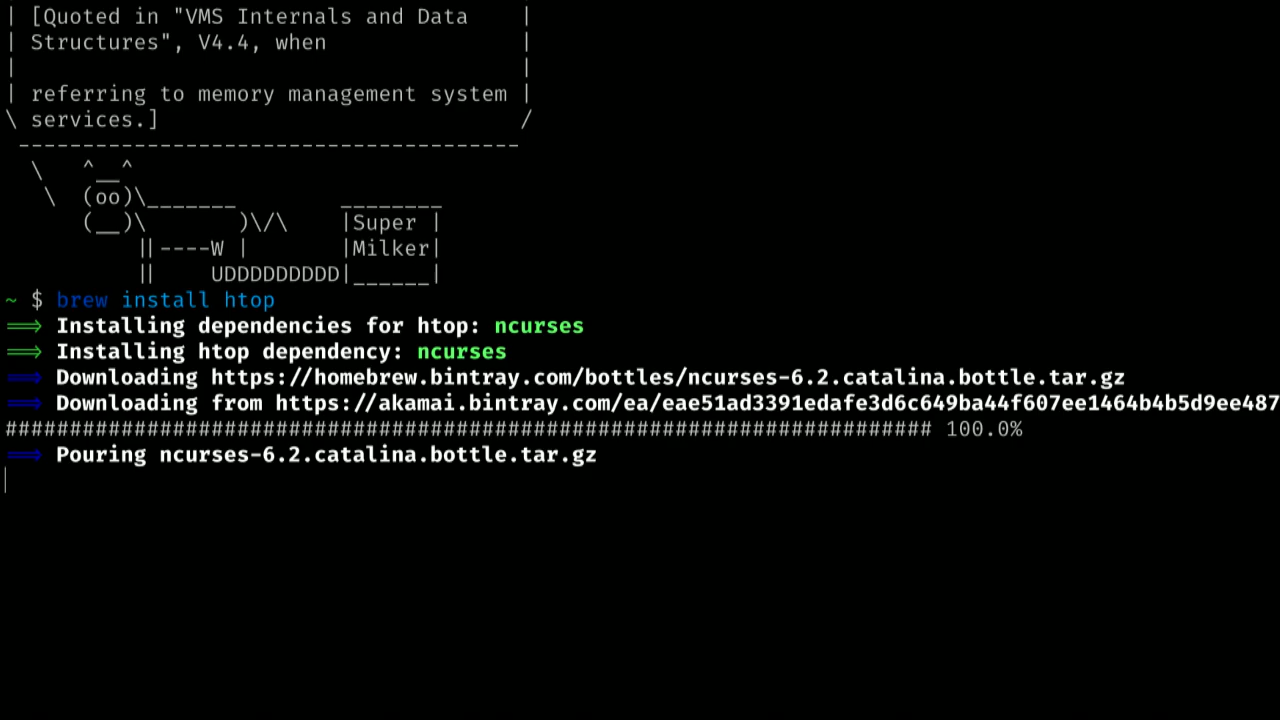 | [Quoted in "VMS Internals and Data     |
| Structures", V4.4, when                |
|                                        |
| referring to memory management system |
\ services.]                            /
 ---------------------------------------
  \   ^__^
   \  (oo)\_______        ________
      (__)\       )\/\    |Super |
          ||----W |       |Milker|
          ||    UDDDDDDDDDD|______|
~ $ brew install htop
==> Installing dependencies for htop: ncurses
==> Installing htop dependency: ncurses
==> Downloading https://homebrew.bintray.com/bottles/ncurses-6.2.catalina.bottle.tar.gz
==> Downloading from https://akamai.bintray.com/ea/eae51ad3391edafe3d6c649ba44f607ee1464b4b5d9ee487
######################################################################## 100.0%
==> Pouring ncurses-6.2.catalina.bottle.tar.gz